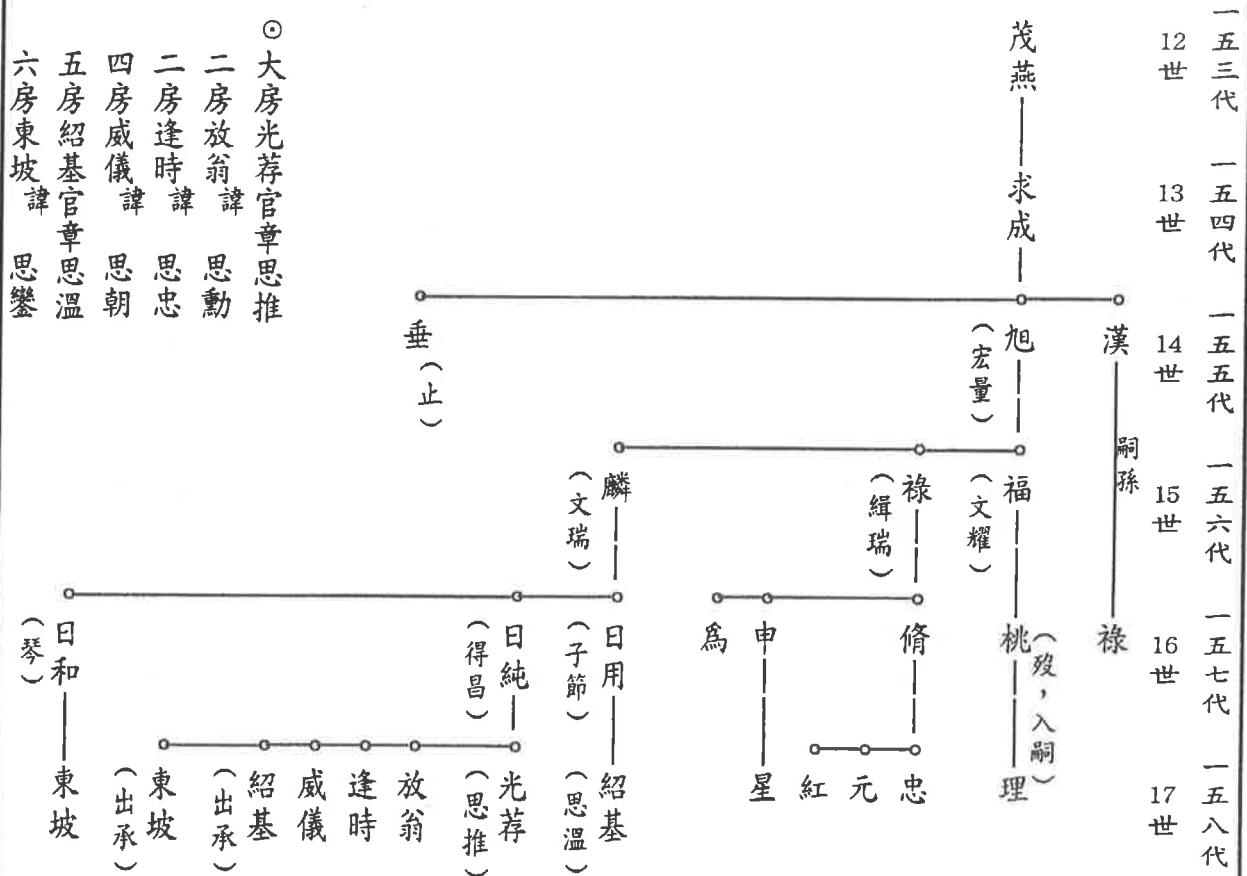 一五三代
12世
一五四代
13世
一五五代
14世
一五六代
15世
一五七代
16世
一五八代
17世
茂燕
求成
漢
嗣孫
祿
旭
(宏量)
垂
(止)
福
(文耀)
祿
(緝瑞)
麟
(文瑞)
桃
(歿，入嗣)
理
脩
申
為
忠
元
紅
星
日用
(子節)
紹基
(思溫)
日純
(得昌)
光荐
(思推)
放翁
逢時
威儀
紹基
(出承)
東坡
(出承)
日和
(琴)
東坡
⊙大房光荐官章思推
二房放翁諱思勳
二房逢時諱思忠
四房威儀諱思朝
五房紹基官章思溫
六房東坡諱思鑾